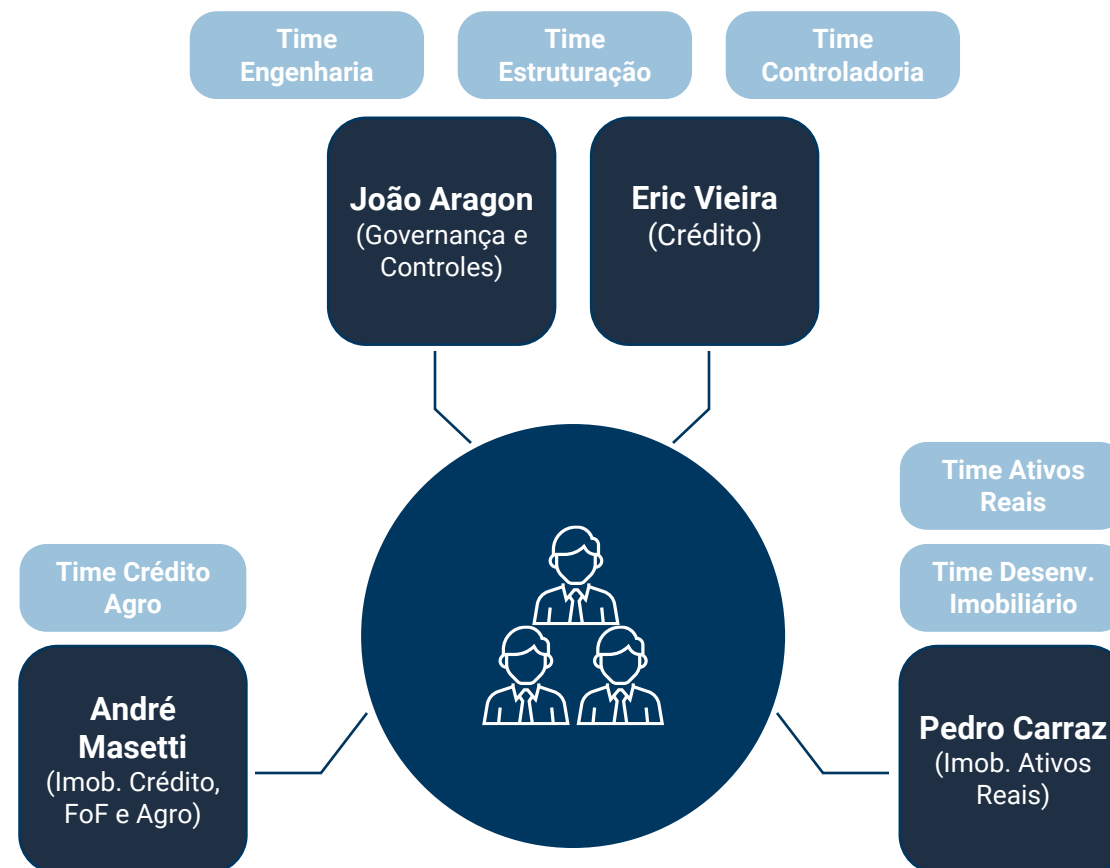 Time
Engenharia
Time
Estruturação
Time
Controladoria
João Aragon
(Governança e
Controles)
Eric Vieira
(Crédito)
Time Ativos
Reais
Time Crédito
Agro
Time Desenv.
Imobiliário
André
Masetti
(Imob. Crédito,
FoF e Agro)
Pedro Carraz
(Imob. Ativos
Reais)